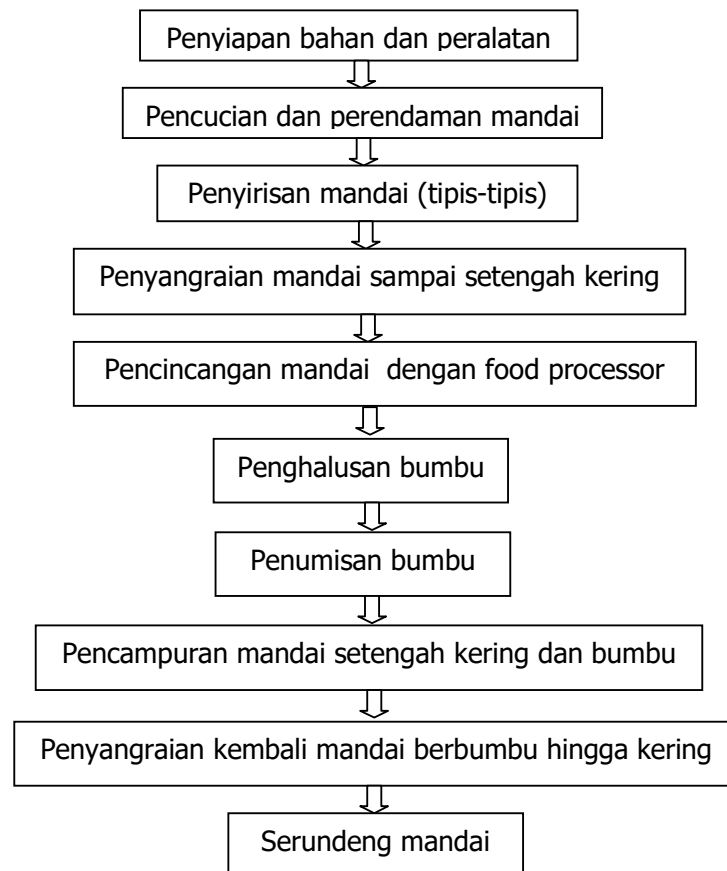 Penyiapan bahan dan peralatan
Pencucian dan perendaman mandai
Penyirisan mandai (tipis-tipis)
Penyangraian mandai sampai setengah kering
Pencincangan mandai dengan food processor
Penghalusan bumbu
Penumisan bumbu
Pencampuran mandai setengah kering dan bumbu
Penyangraian kembali mandai berbumbu hingga kering
Serundeng mandai